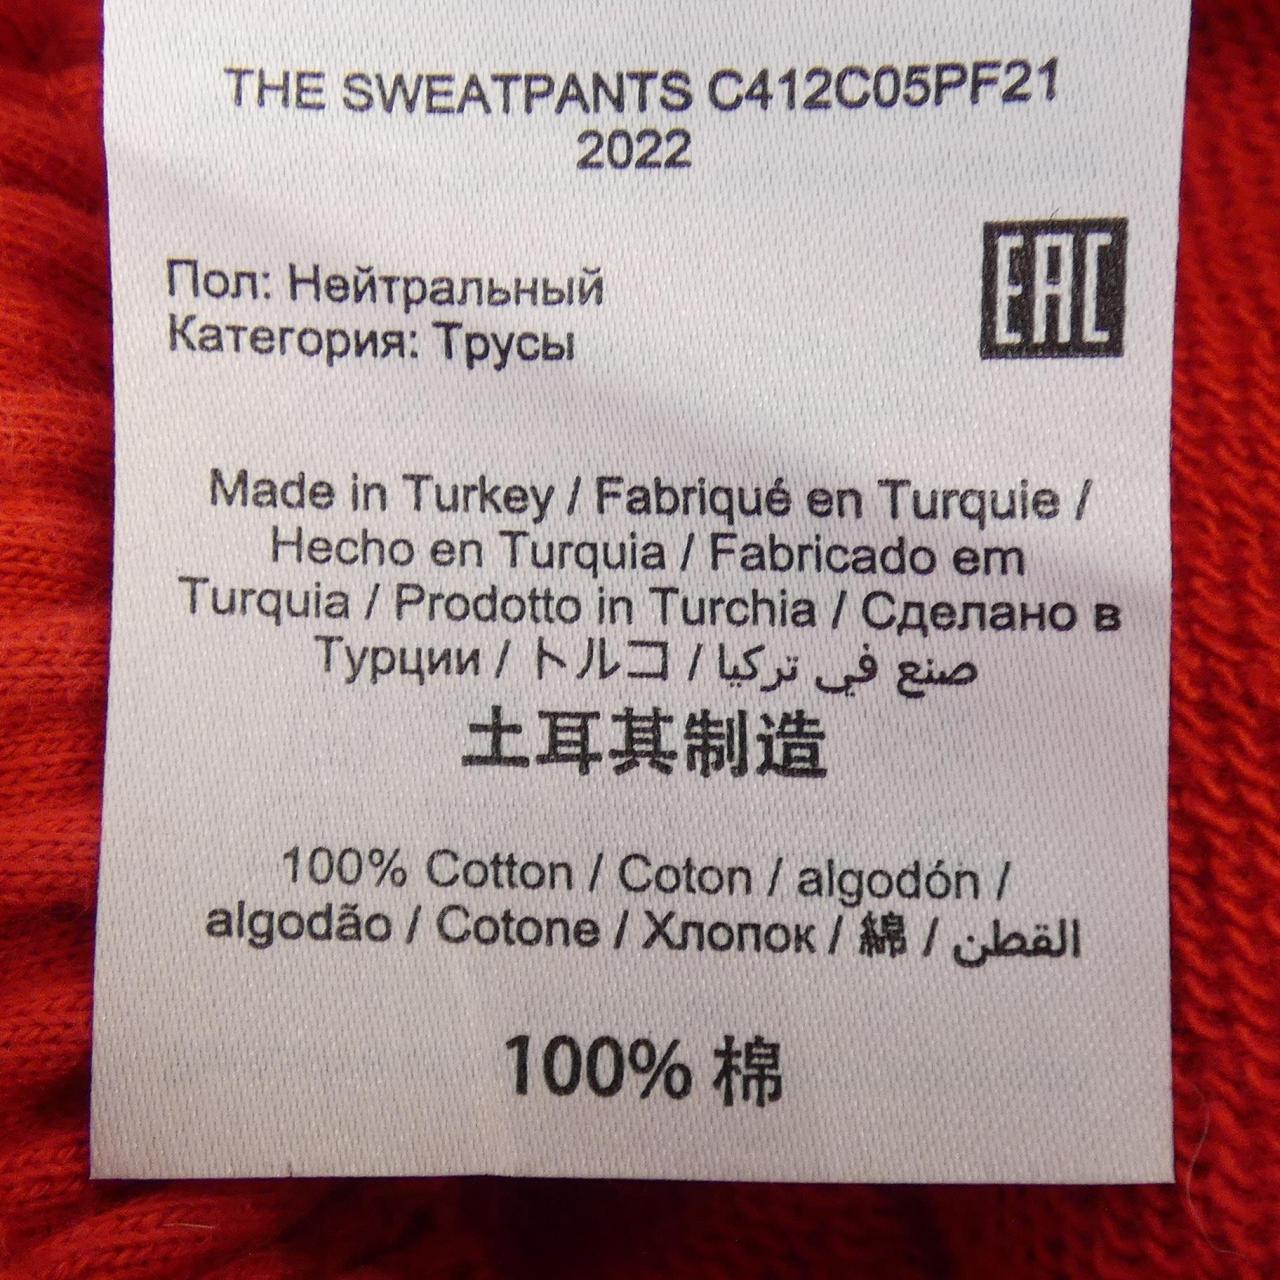 THE SWEATPANTS C412C05PF21
2022
EAC
Пол: Нейтральный
Категория: Трусы
Made in Turkey / Fabriqué en Turquie /
Hecho en Turquia / Fabricado em
Turquia / Prodotto in Turchia / Сделано в
Турции / トルコ / صنع في تركيا
土耳其制造
100% Cotton / Coton / algodón /
algodão / Cotone / Хлопок / 綿 / القطن
100% 棉